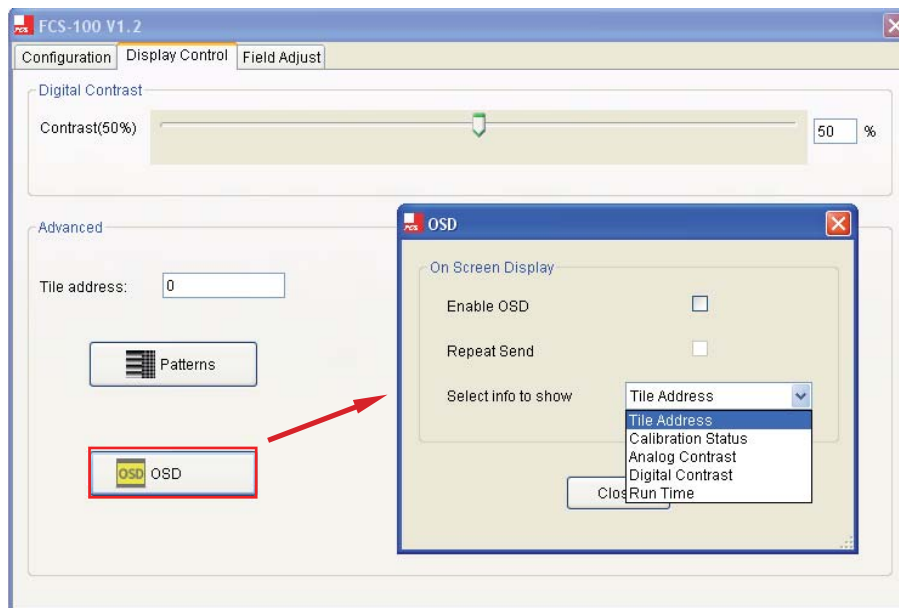 FCS FCS-100 V1.2
Configuration Display Control Field Adjust
Digital Contrast
Contrast(50%) 50 %
Advanced
Tile address: 0
Patterns
OSD OSD
FCS OSD
On Screen Display
Enable OSD
Repeat Send
Select info to show Tile Address
Tile Address
Calibration Status
Analog Contrast
Digital Contrast
Run Time